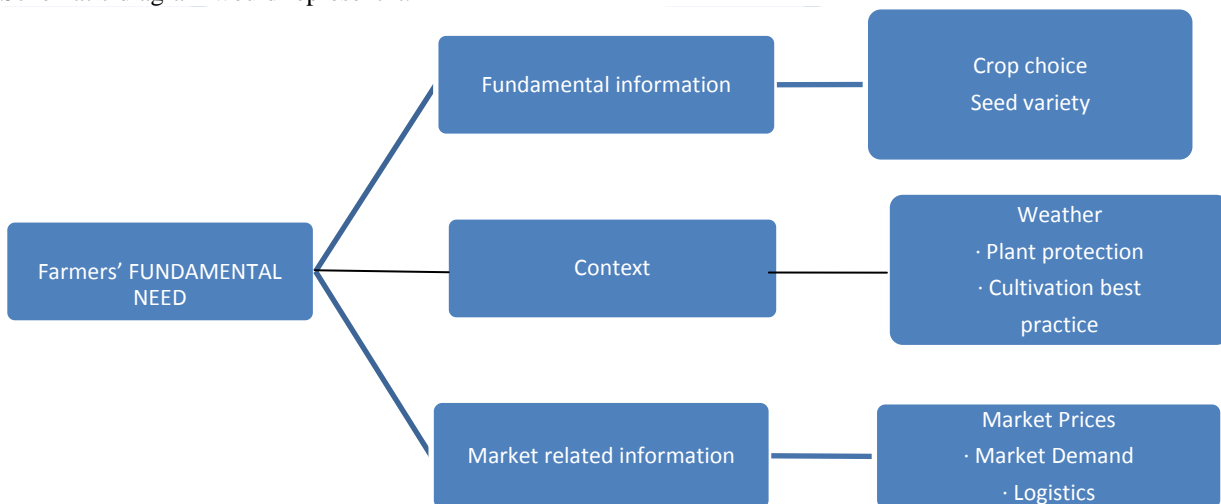 Fundamental information
Crop choice
Seed variety
Farmers’ FUNDAMENTAL
NEED
Context
Weather
· Plant protection
· Cultivation best
practice
Market related information
Market Prices
· Market Demand
· Logistics